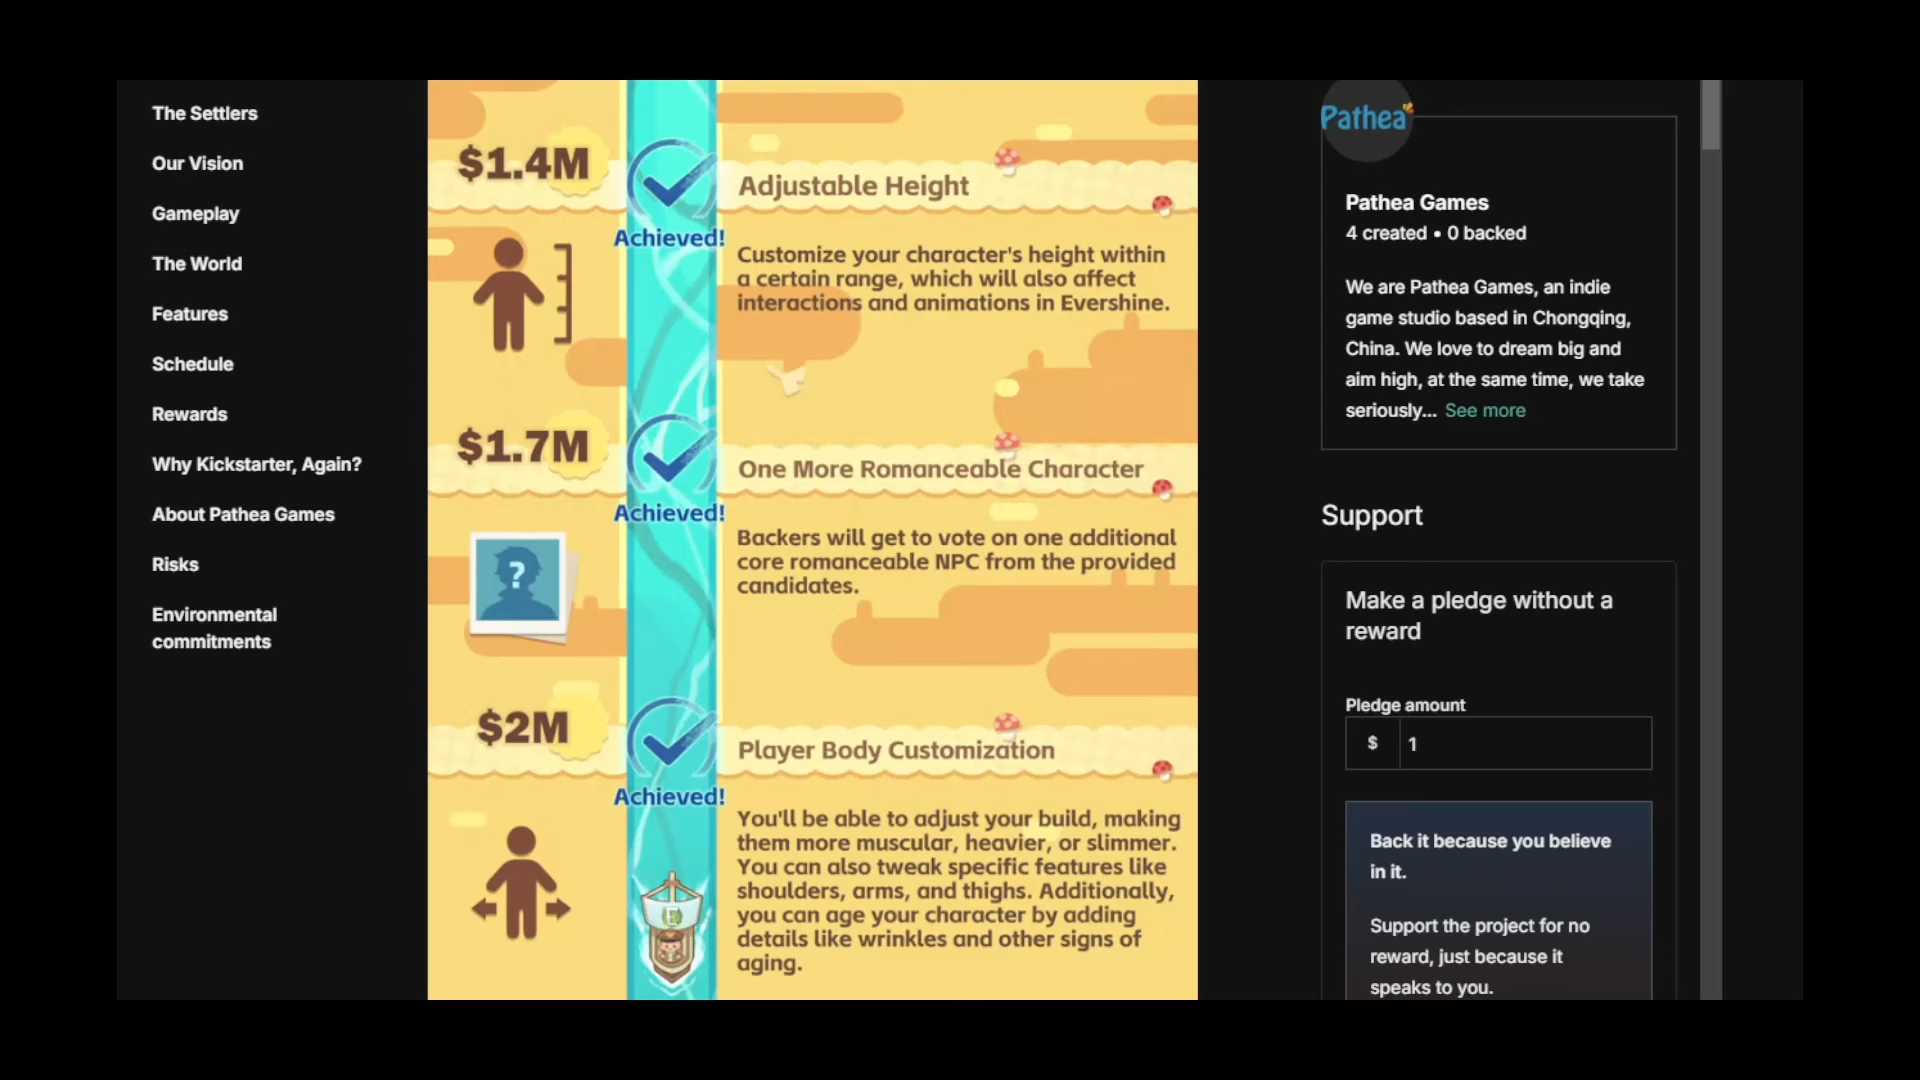 The Settlers
Our Vision
Gameplay
The World
Features
Schedule
Rewards
Why Kickstarter, Again?
About Pathea Games
Risks
Environmental
commitments
$1.4M
Achieved!
Adjustable Height
Customize your character's height within
a certain range, which will also affect
interactions and animations in Evershine.
$1.7M
Achieved!
One More Romanceable Character
Backers will get to vote on one additional
core romanceable NPC from the provided
candidates.
?
$2M
Achieved!
Player Body Customization
You'll be able to adjust your build, making
them more muscular, heavier, or slimmer.
You can also tweak specific features like
shoulders, arms, and thighs. Additionally,
you can age your character by adding
details like wrinkles and other signs of
aging.
Pathea
Pathea Games
4 created • 0 backed
We are Pathea Games, an indie
game studio based in Chongqing,
China. We love to dream big and
aim high, at the same time, we take
seriously... See more
Support
Make a pledge without a
reward
Pledge amount
$ 1
Back it because you believe
in it.
Support the project for no
reward, just because it
speaks to you.